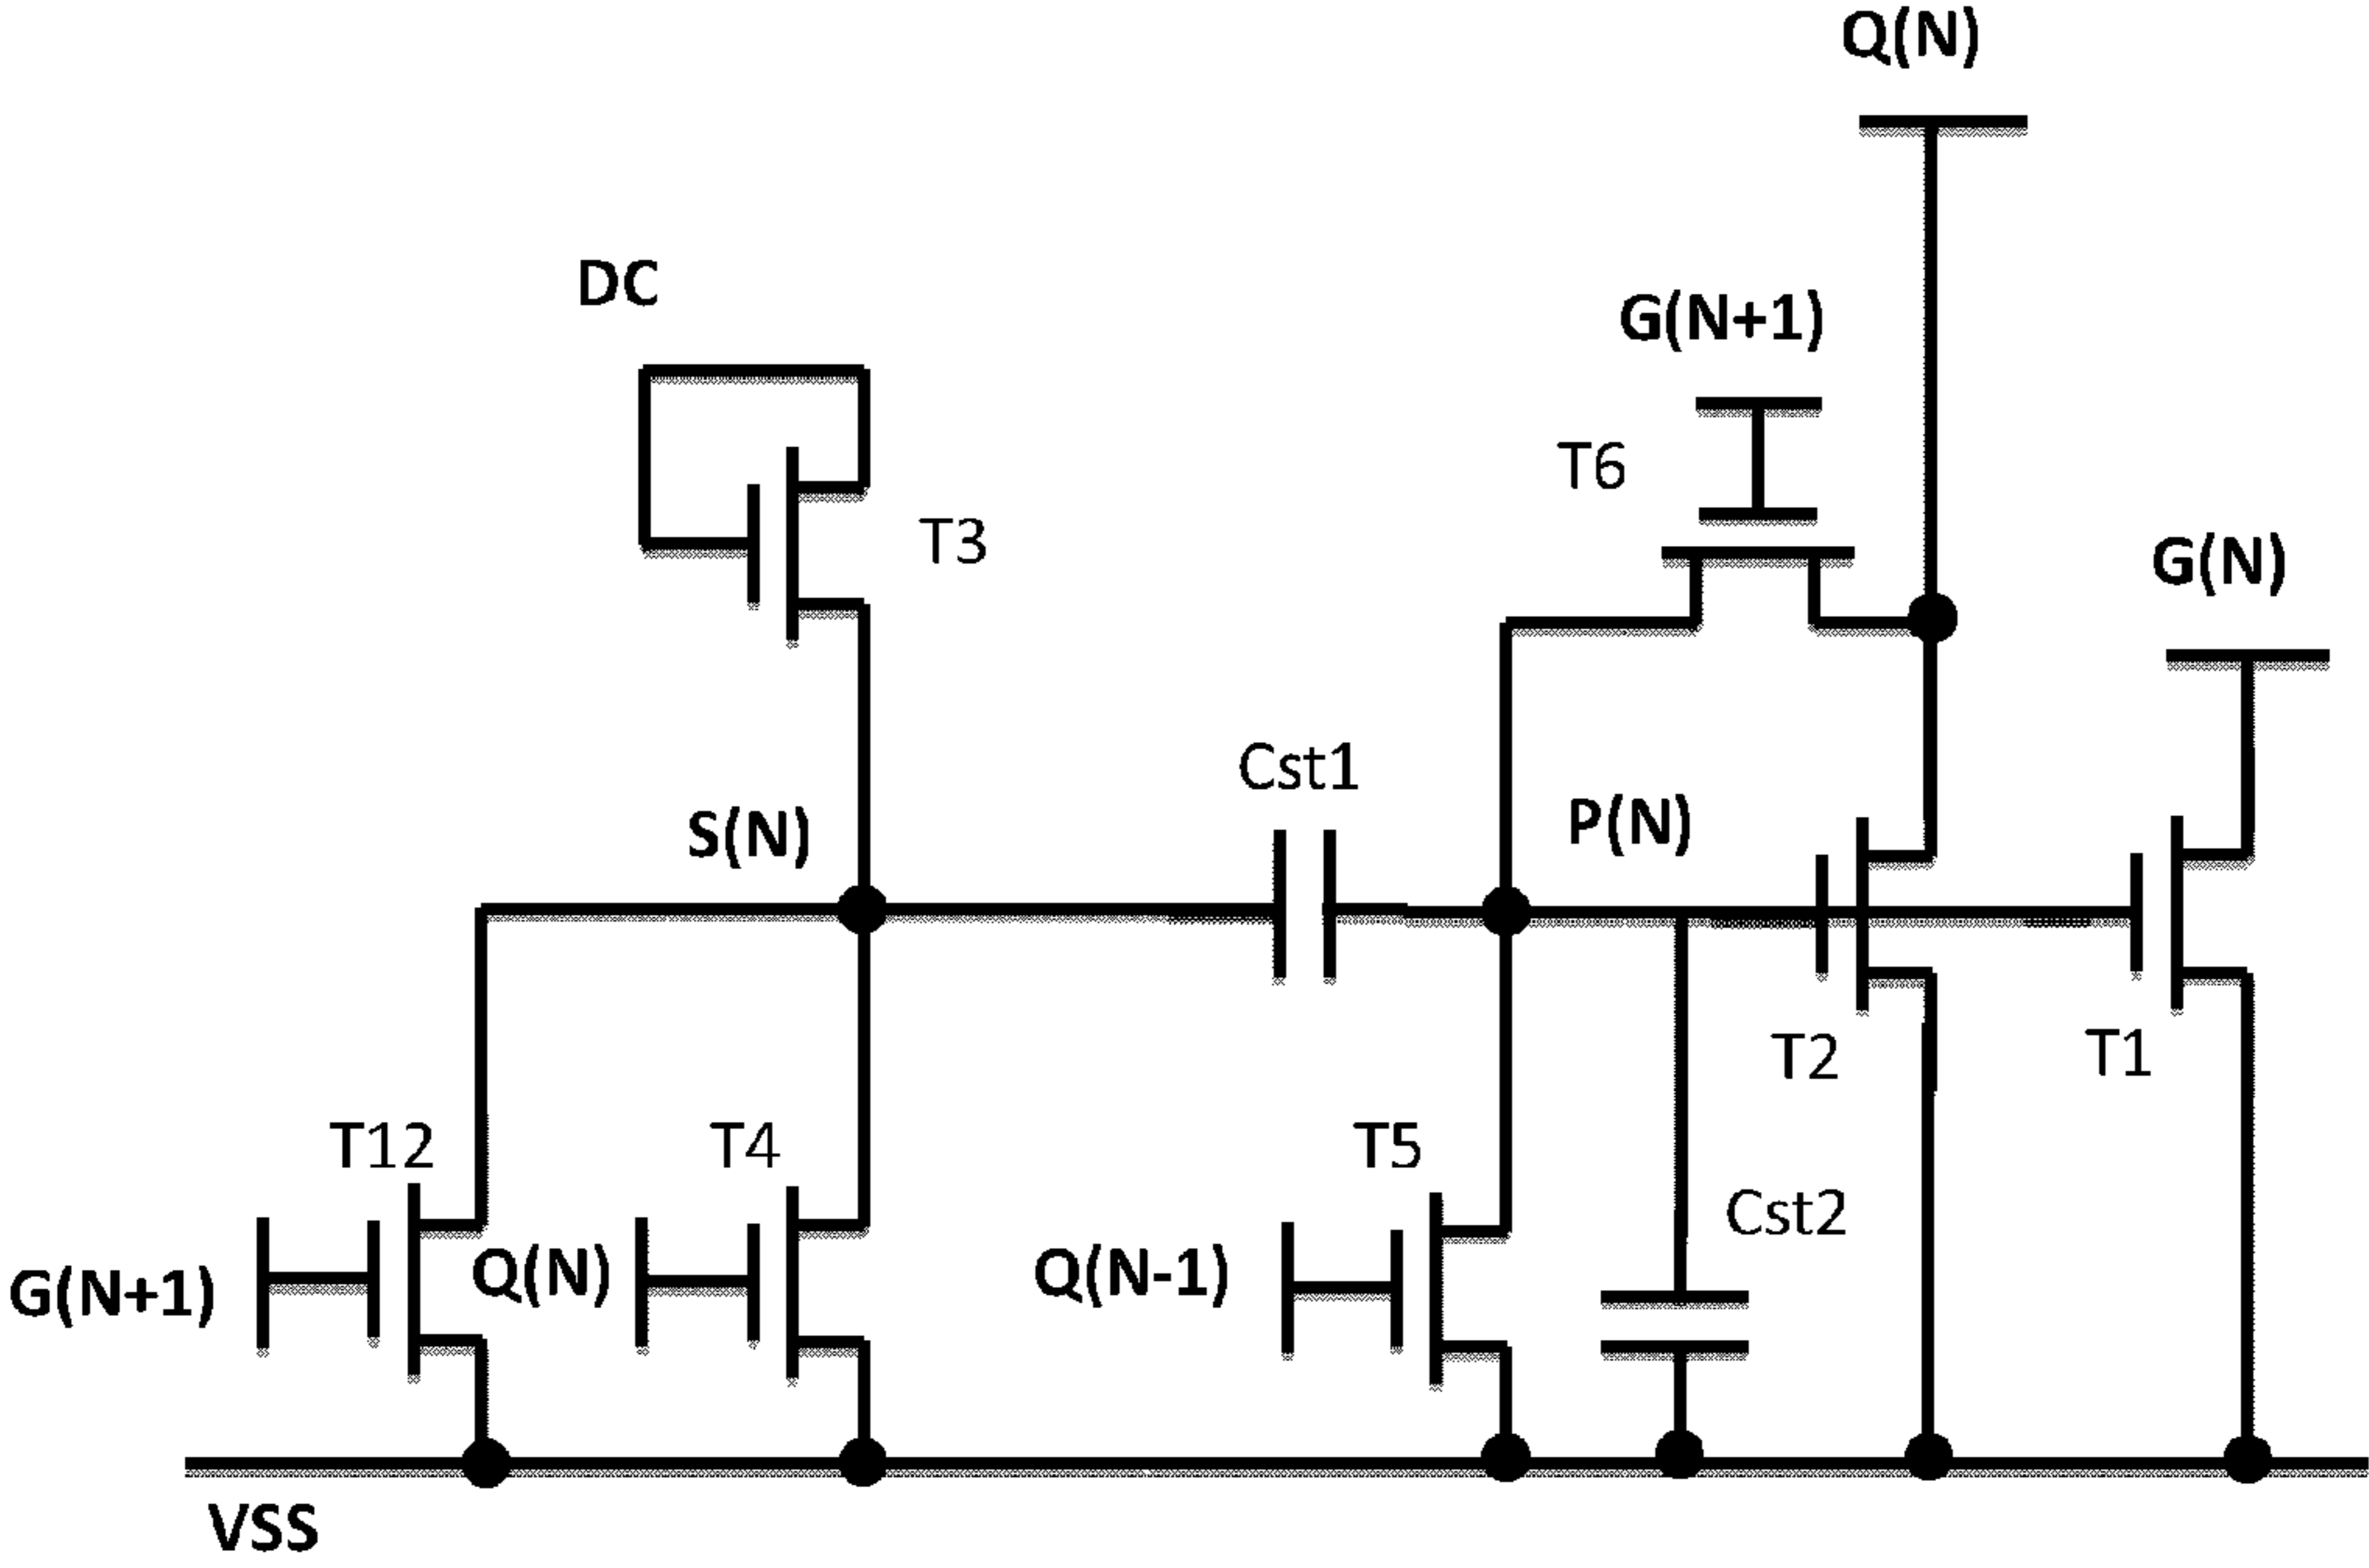 Q(N)
DC
G(N+1)
T6
T3
G(N)
Cst1
S(N)
P(N)
T2
T1
T12
T4
T5
Cst2
G(N+1)
Q(N)
Q(N-1)
VSS